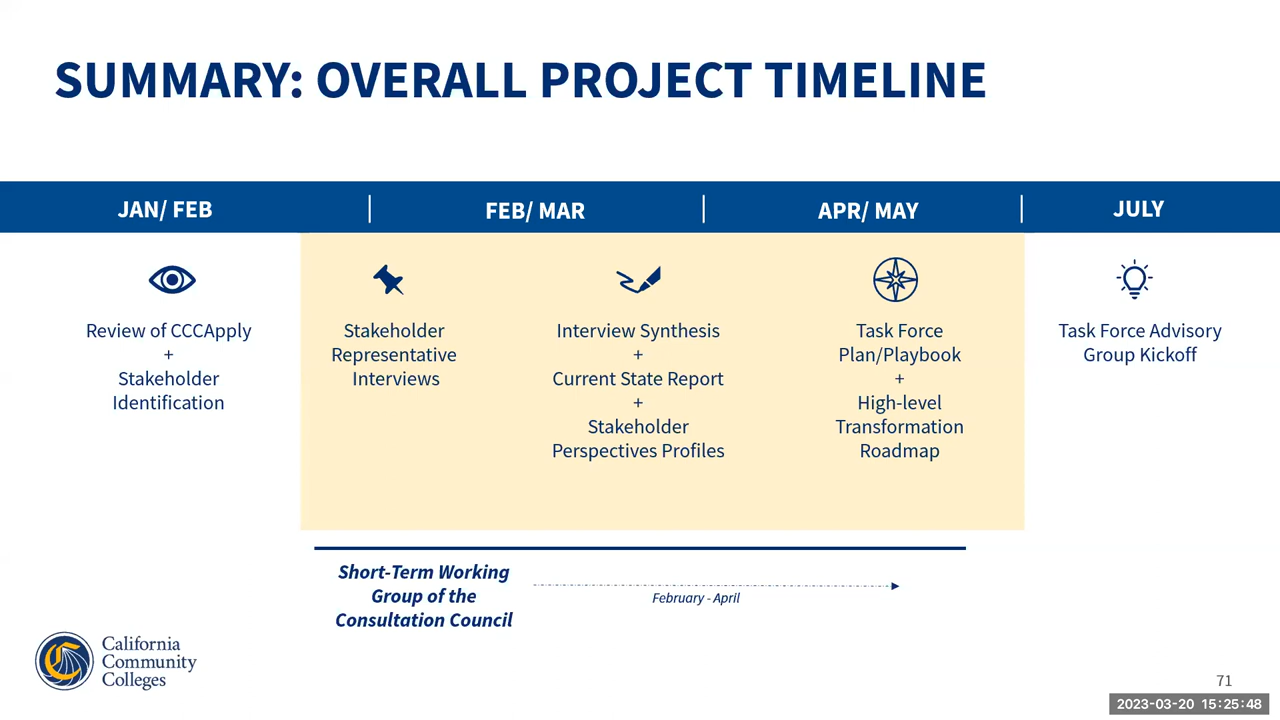 SUMMARY: OVERALL PROJECT TIMELINE
JAN/ FEB
FEB/ MAR
APR/ MAY
JULY
Review of CCCApply
+
Stakeholder
Identification
Stakeholder
Representative
Interviews
Interview Synthesis
+
Current State Report
+
Stakeholder
Perspectives Profiles
Task Force
Plan/Playbook
+
High-level
Transformation
Roadmap
Task Force Advisory
Group Kickoff
Short-Term Working
Group of the
Consultation Council
February - April
California
Community
Colleges
71
2023-03-20 15:25:48